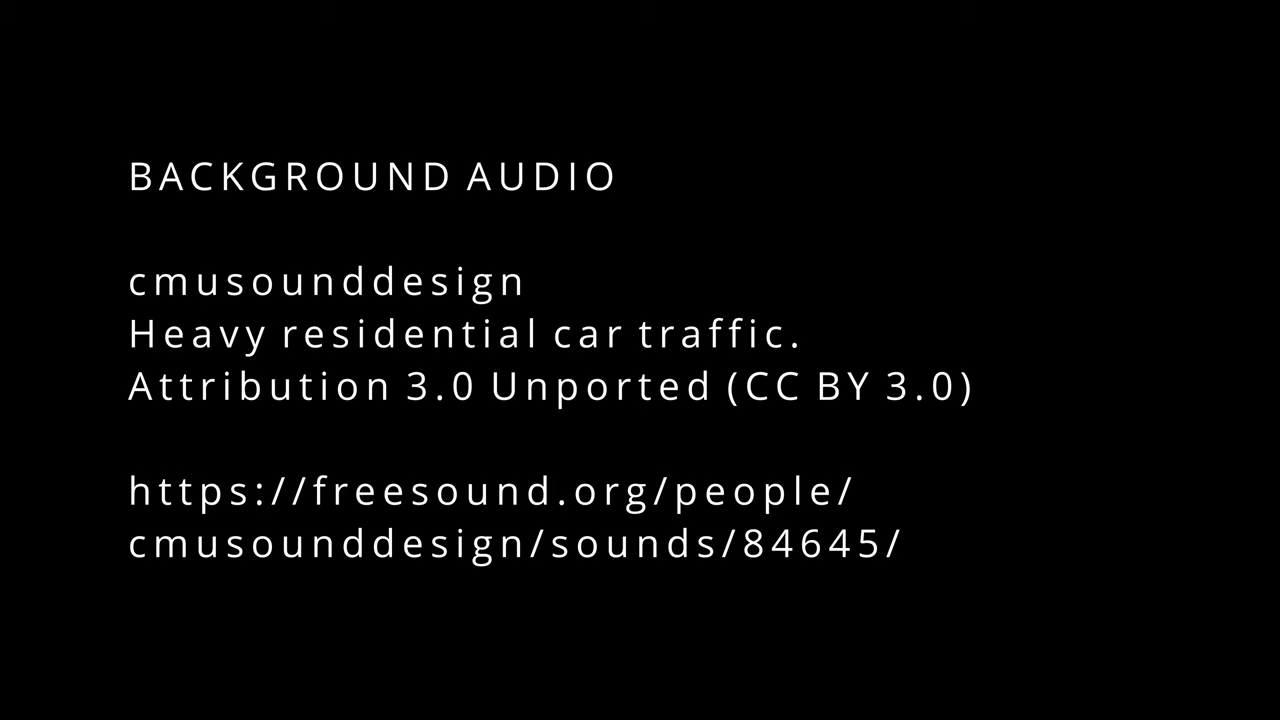 BACKGROUND AUDIO
cmusounddesign
Heavy residential car traffic.
Attribution 3.0 Unported (CC BY 3.0)
https://freesound.org/people/
cmusounddesign/sounds/84645/